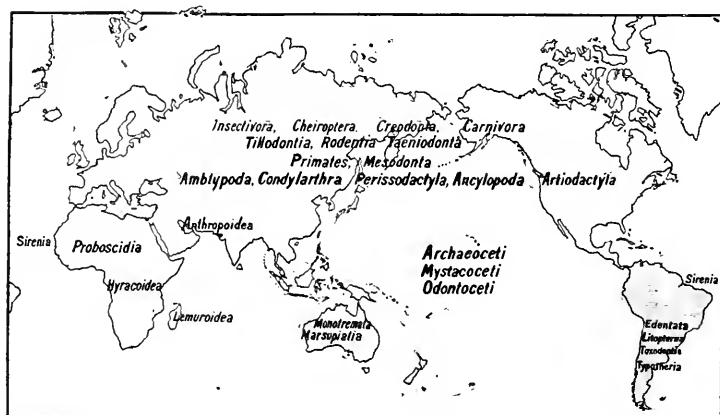 Insectivora, Cheiroptera. Creodonta, Carnivora
Tillodontia, Rodentia Taeniodonta
Primates, Mesodonta
Amblypoda, Condylarthra Perissodactyla, Ancylopoda Artiodactyla
Anthropoidea
Sirenia Proboscidia
Archaeoceti
Mystacoceti
Odontoceti
Hyracoidea
Sirenia
Lemuroidea
Monotremata
Marsupialia
Edentata
Litopterna
Toxodontia
Typotheria